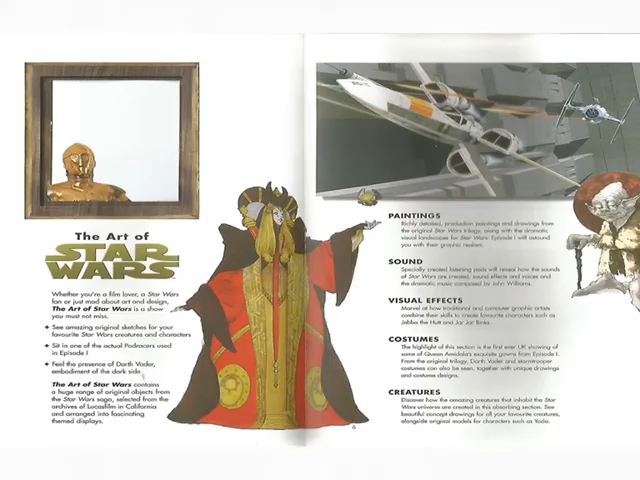 The Art of
STAR
WARS
Whether you're a film lover, a Star Wars
fan or just mad about art and design,
The Art of Star Wars is a show
you must not miss.
See amazing original sketches for your
favourite Star Wars creatures and characters
Sit in one of the actual Podracers used
in Episode I
Feel the presence of Darth Vader,
embodiment of the dark side
The Art of Star Wars contains
a huge range of original objects from
the Star Wars saga, selected from the
archives of Lucasfilm in California
and arranged into fascinating
themed displays.
6
PAINTINGS
Richly detailed, production paintings and drawings from
the original Star Wars trilogy, along with the dramatic
visual landscapes for Star Wars: Episode I will astound
you with their graphic realism.
SOUND
Specially created listening pods will reveal how the sounds
of Star Wars are created, sound effects and voices and
the dramatic music composed by John Williams.
VISUAL EFFECTS
Marvel at how traditional and computer graphic artists
combine their skills to create favourite characters such as
Jabba the Hutt and Jar Jar Binks.
COSTUMES
The highlight of this section is the first ever UK showing of
some of Queen Amidala's exquisite gowns from Episode I.
From the original trilogy, Darth Vader and stormtrooper
costumes can also be seen, together with unique drawings
and costume designs.
CREATURES
Discover how the amazing creatures that inhabit the Star
Wars universe are created in this absorbing section. See
beautiful concept drawings for all your favourite creatures,
alongside original models for characters such as Yoda.